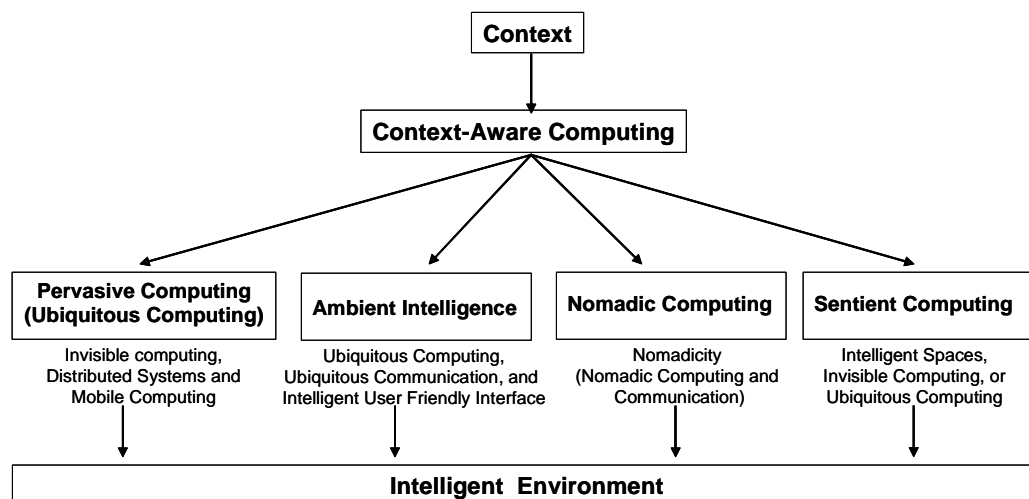 Context
Context-Aware Computing
Pervasive Computing
(Ubiquitous Computing)
Ambient Intelligence
Nomadic Computing
Sentient Computing
Invisible computing,
Distributed Systems and
Mobile Computing
Ubiquitous Computing,
Ubiquitous Communication, and
Intelligent User Friendly Interface
Nomadicity
(Nomadic Computing and
Communication)
Intelligent Spaces,
Invisible Computing, or
Ubiquitous Computing
Intelligent Environment